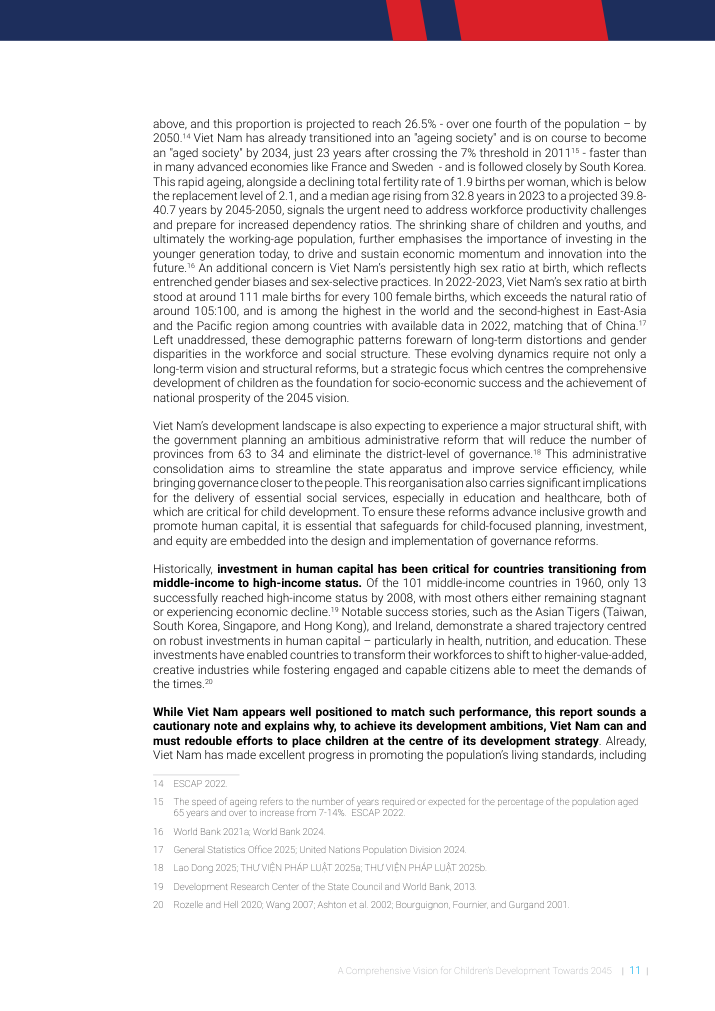 above, and this proportion is projected to reach 26.5% - over one fourth of the population – by
2050.14 Viet Nam has already transitioned into an "ageing society" and is on course to become
an "aged society" by 2034, just 23 years after crossing the 7% threshold in 201115 - faster than
in many advanced economies like France and Sweden - and is followed closely by South Korea.
This rapid ageing, alongside a declining total fertility rate of 1.9 births per woman, which is below
the replacement level of 2.1, and a median age rising from 32.8 years in 2023 to a projected 39.8-
40.7 years by 2045-2050, signals the urgent need to address workforce productivity challenges
and prepare for increased dependency ratios. The shrinking share of children and youths, and
ultimately the working-age population, further emphasises the importance of investing in the
younger generation today, to drive and sustain economic momentum and innovation into the
future.16 An additional concern is Viet Nam's persistently high sex ratio at birth, which reflects
entrenched gender biases and sex-selective practices. In 2022-2023, Viet Nam's sex ratio at birth
stood at around 111 male births for every 100 female births, which exceeds the natural ratio of
around 105:100, and is among the highest in the world and the second-highest in East-Asia
and the Pacific region among countries with available data in 2022, matching that of China.17
Left unaddressed, these demographic patterns forewarn of long-term distortions and gender
disparities in the workforce and social structure. These evolving dynamics require not only a
long-term vision and structural reforms, but a strategic focus which centres the comprehensive
development of children as the foundation for socio-economic success and the achievement of
national prosperity of the 2045 vision.
Viet Nam's development landscape is also expecting to experience a major structural shift, with
the government planning an ambitious administrative reform that will reduce the number of
provinces from 63 to 34 and eliminate the district-level of governance.18 This administrative
consolidation aims to streamline the state apparatus and improve service efficiency, while
bringing governance closer to the people. This reorganisation also carries significant implications
for the delivery of essential social services, especially in education and healthcare, both of
which are critical for child development. To ensure these reforms advance inclusive growth and
promote human capital, it is essential that safeguards for child-focused planning, investment,
and equity are embedded into the design and implementation of governance reforms.
Historically, investment in human capital has been critical for countries transitioning from
middle-income to high-income status. Of the 101 middle-income countries in 1960, only 13
successfully reached high-income status by 2008, with most others either remaining stagnant
or experiencing economic decline.19 Notable success stories, such as the Asian Tigers (Taiwan,
South Korea, Singapore, and Hong Kong), and Ireland, demonstrate a shared trajectory centred
on robust investments in human capital – particularly in health, nutrition, and education. These
investments have enabled countries to transform their workforces to shift to higher-value-added,
creative industries while fostering engaged and capable citizens able to meet the demands of
the times.20
While Viet Nam appears well positioned to match such performance, this report sounds a
cautionary note and explains why, to achieve its development ambitions, Viet Nam can and
must redouble efforts to place children at the centre of its development strategy. Already,
Viet Nam has made excellent progress in promoting the population's living standards, including
14 ESCAP 2022.
15 The speed of ageing refers to the number of years required or expected for the percentage of the population aged
65 years and over to increase from 7-14%. ESCAP 2022.
16 World Bank 2021a; World Bank 2024.
17 General Statistics Office 2025; United Nations Population Division 2024.
18 Lao Dong 2025; THƯ VIỆN PHÁP LUẬT 2025a; THƯ VIỆN PHÁP LUẬT 2025b.
19 Development Research Center of the State Council and World Bank, 2013.
20 Rozelle and Hell 2020; Wang 2007; Ashton et al. 2002; Bourguignon, Fournier, and Gurgand 2001.
A Comprehensive Vision for Children's Development Towards 2045 | 11 |